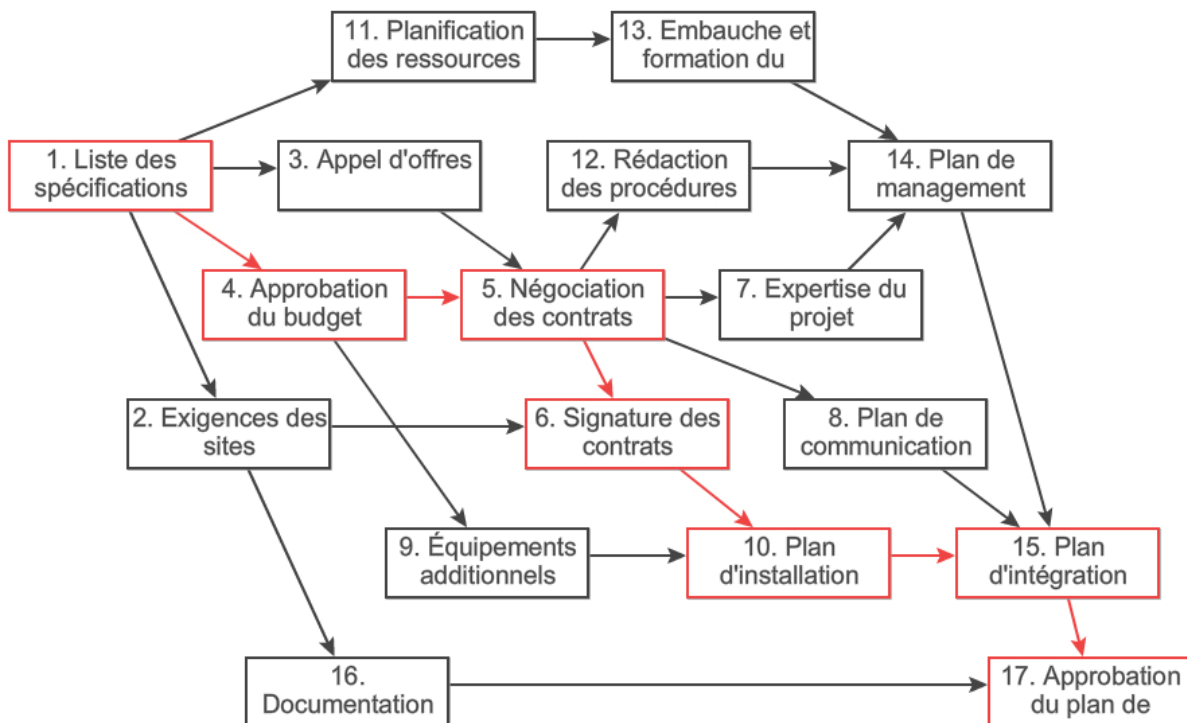 11. Planification
des ressources
13. Embauche et
formation du
1. Liste des
spécifications
3. Appel d'offres
12. Rédaction
des procédures
14. Plan de
management
4. Approbation
du budget
5. Négociation
des contrats
7. Expertise du
projet
2. Exigences des
sites
6. Signature des
contrats
8. Plan de
communication
9. Équipements
additionnels
10. Plan
d'installation
15. Plan
d'intégration
16.
Documentation
17. Approbation
du plan de